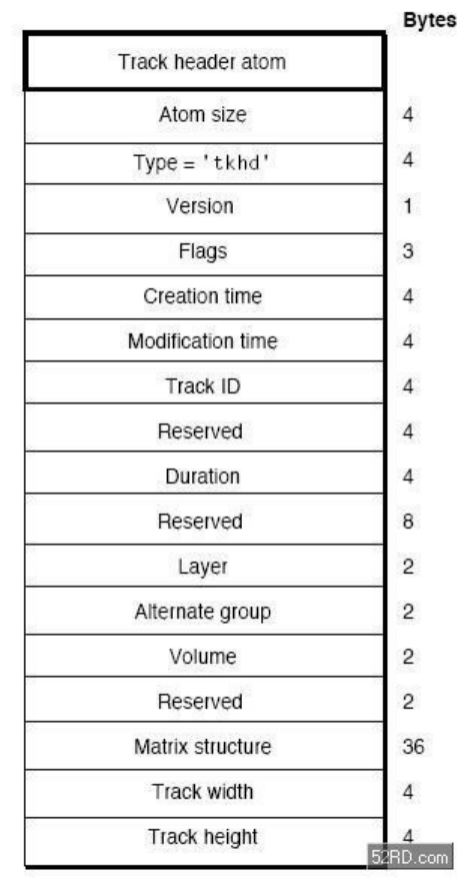 Bytes
Track header atom
Atom size 4
Type = 'tkhd' 4
Version 1
Flags 3
Creation time 4
Modification time 4
Track ID 4
Reserved 4
Duration 4
Reserved 8
Layer 2
Alternate group 2
Volume 2
Reserved 2
Matrix structure 36
Track width 4
Track height 4
52RD.com